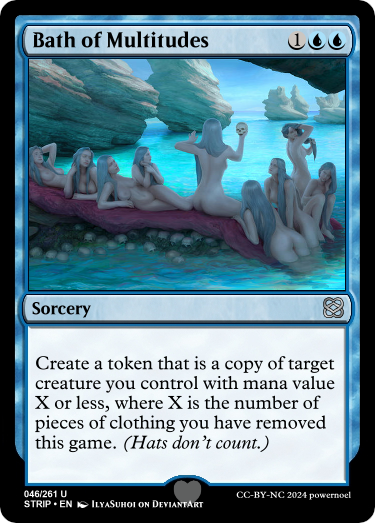 Bath of Multitudes 1
Sorcery
Create a token that is a copy of target
creature you control with mana value
X or less, where X is the number of
pieces of clothing you have removed
this game. (Hats don't count.)
046/261 U
STRIP • EN IlyaSuhoi on DeviantArt
CC-BY-NC 2024 powernoel